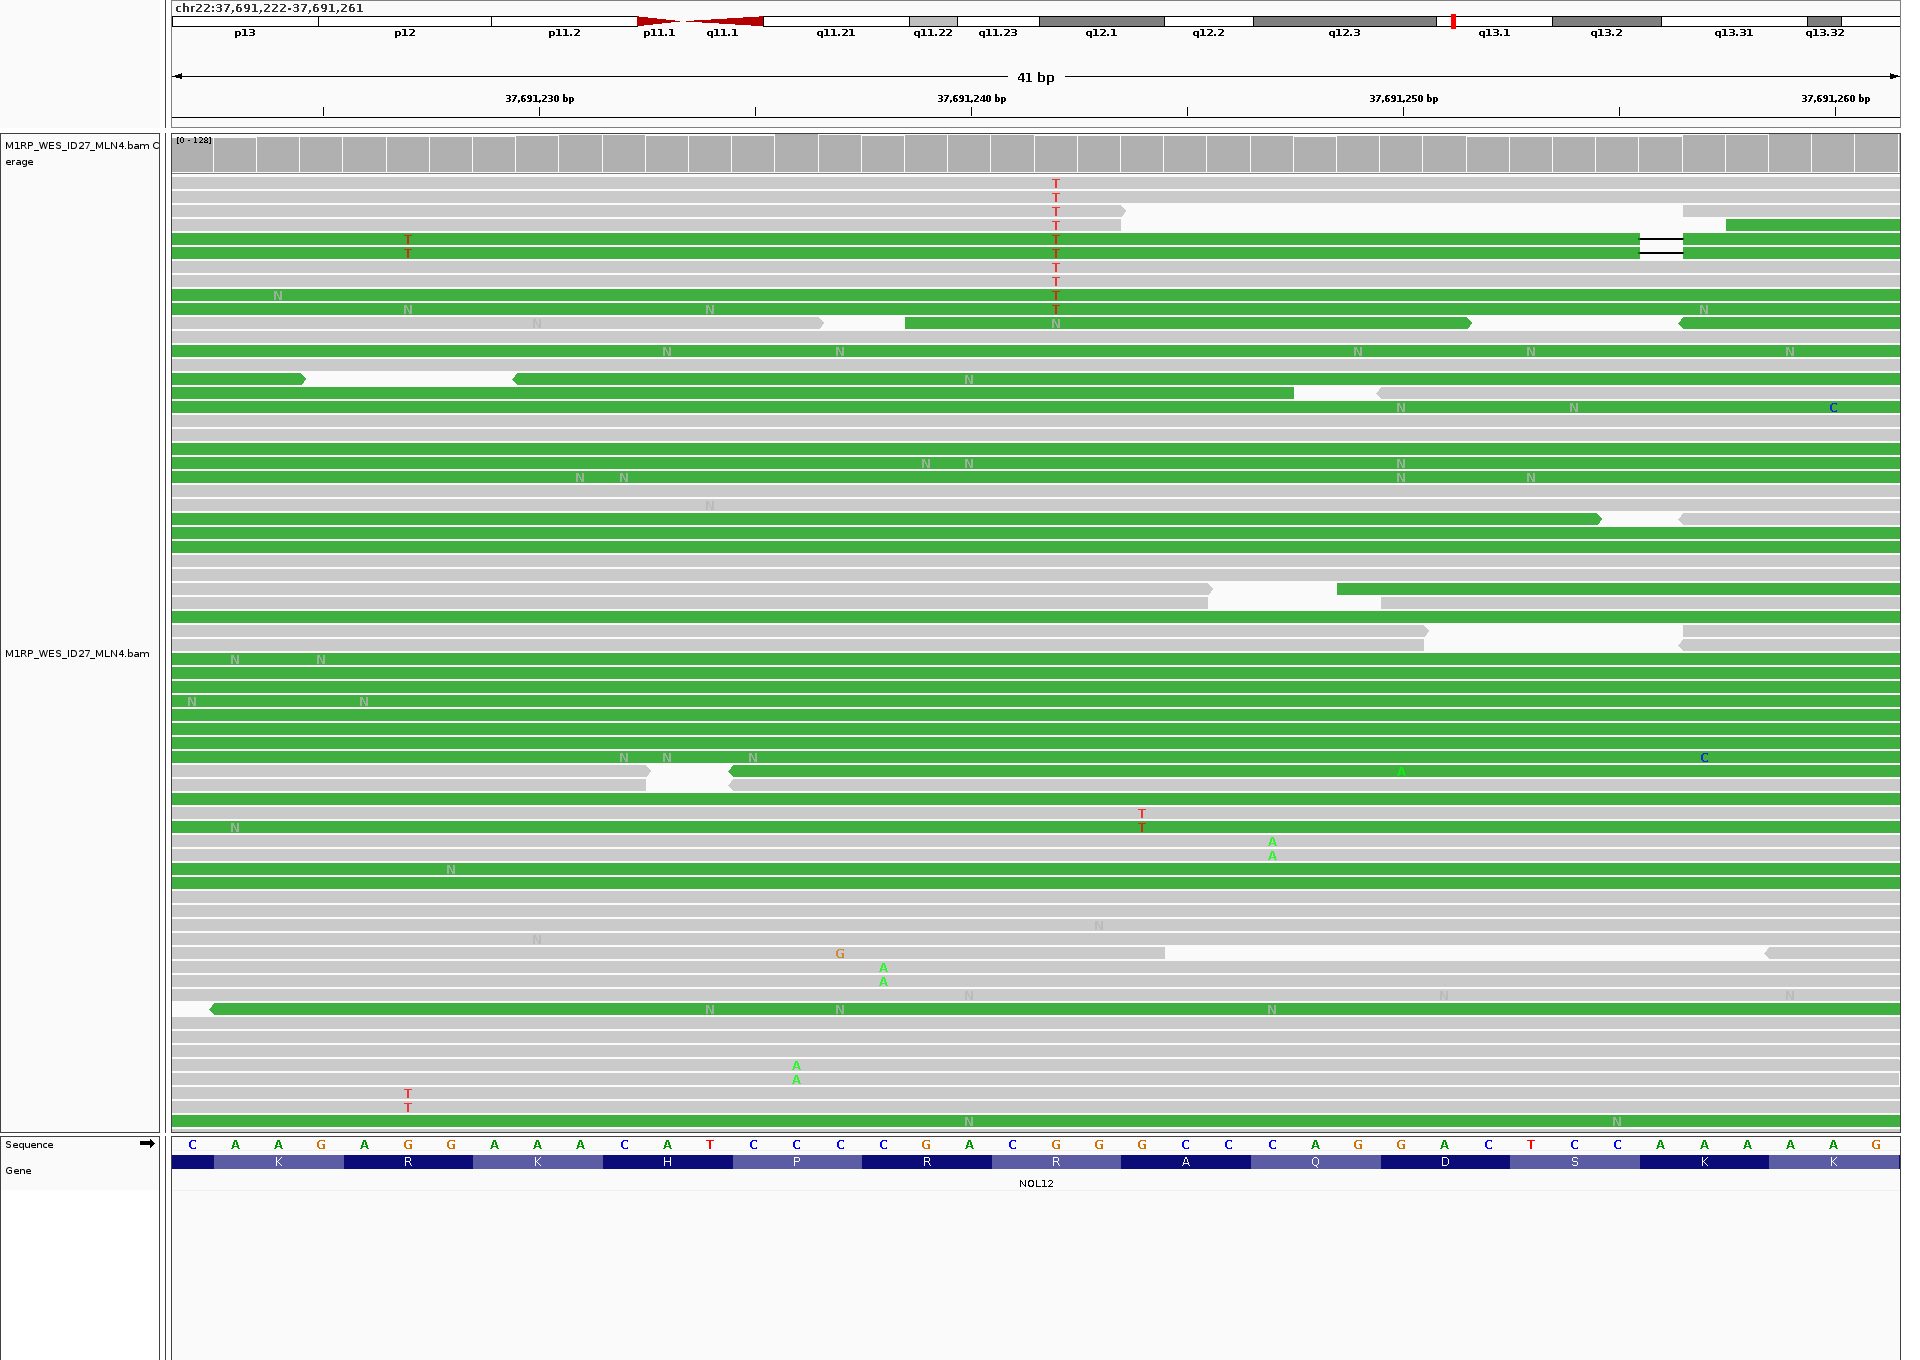 chr22:37,691,222-37,691,261
p13 p12 p11.2 p11.1 q11.1 q11.21 q11.22 q11.23 q12.1 q12.2 q12.3 q13.1 q13.2 q13.31 q13.32
41 bp
37,691,230 bp 37,691,240 bp 37,691,250 bp 37,691,260 bp
M1RP_WES_ID27_MLN4.bam C
erage
[0 - 128]
T
T
T
T
T T
T T
T
T
N T
N N T N
N N
N N N N N
N
N N C
N N N
N N N N
N
M1RP_WES_ID27_MLN4.bam
N N
N N
N N N C
A
T
N T
A
A
N
N
N
G
A
A
N N N
N N N
A
A
T
T
N N
Sequence C A A G A G G A A A C A T C C C C G A C G G G C C C A G G A C T C C A A A A A G
Gene K R K H P R R A Q D S K K
NOL12